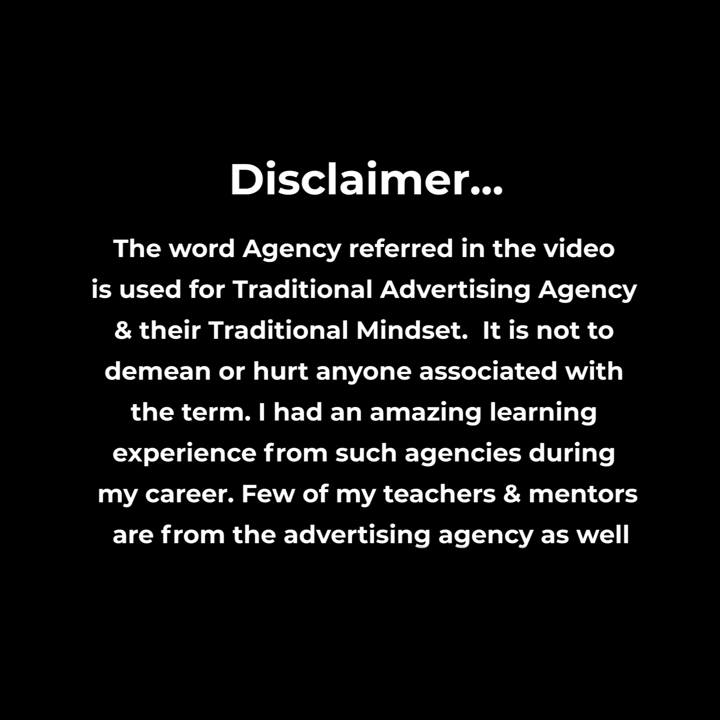 Disclaimer...
The word Agency referred in the video
is used for Traditional Advertising Agency
& their Traditional Mindset.  It is not to
demean or hurt anyone associated with
the term. I had an amazing learning
experience from such agencies during
my career. Few of my teachers & mentors
are from the advertising agency as well